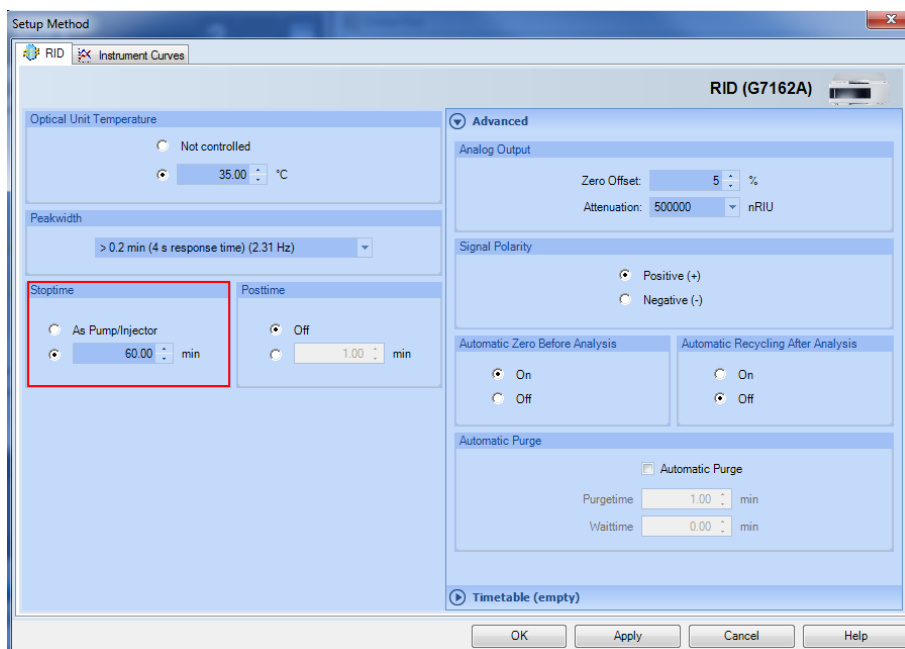 Setup Method
RID Instrument Curves
RID (G7162A)
Optical Unit Temperature
Not controlled
35.00 °C
Peakwidth
> 0.2 min (4 s response time) (2.31 Hz)
Stoptime
As Pump/Injector
60.00 min
Posttime
Off
1.00 min
Advanced
Analog Output
Zero Offset: 5 %
Attenuation: 500000 nRIU
Signal Polarity
Positive (+)
Negative (-)
Automatic Zero Before Analysis
On
Off
Automatic Recycling After Analysis
On
Off
Automatic Purge
Automatic Purge
Purgetime 1.00 min
Waittime 0.00 min
Timetable (empty)
OK Apply Cancel Help